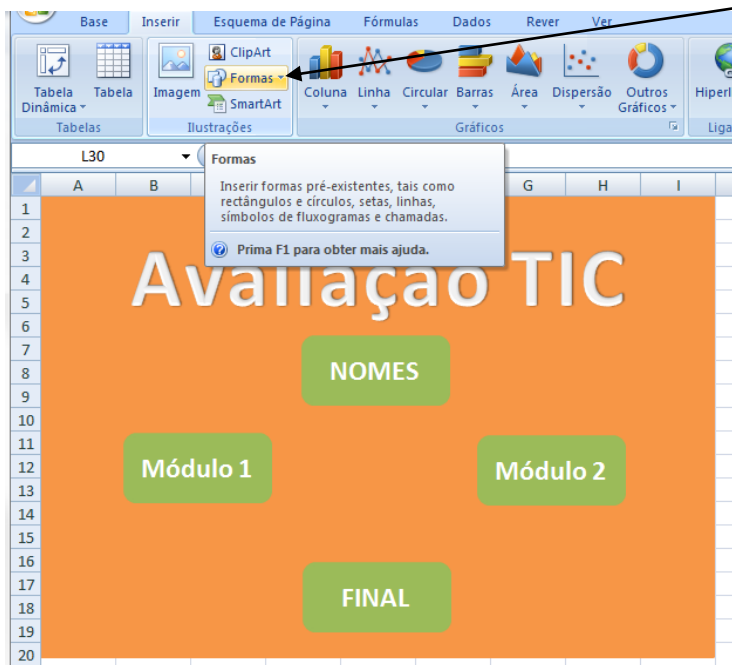 Base Inserir Esquema de Página Fórmulas Dados Rever Ver
Tabela Dinâmica
Tabela
Imagem
ClipArt
Formas
SmartArt
Coluna
Linha
Circular
Barras
Área
Dispersão
Outros Gráficos
Tabelas
Ilustrações
Gráficos
L30
Formas
Inserir formas pré-existentes, tais como
rectângulos e círculos, setas, linhas,
símbolos de fluxogramas e chamadas.
Prima F1 para obter mais ajuda.
A B G H I
1
2
3
4
5
6
7
8
9
10
11
12
13
14
15
16
17
18
19
20
Avaliação TIC
NOMES
Módulo 1
Módulo 2
FINAL